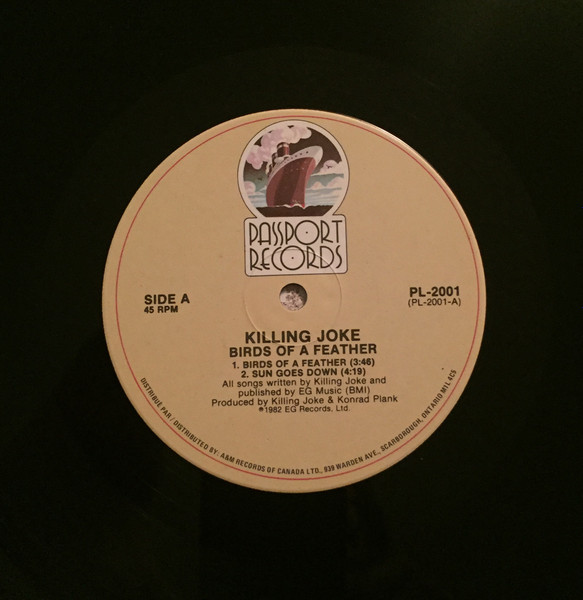 PASSPORT
RECORDS
SIDE A
45 RPM
PL-2001
(PL-2001-A)
KILLING JOKE
BIRDS OF A FEATHER
1. BIRDS OF A FEATHER (3:46)
2. SUN GOES DOWN (4:19)
All songs written by Killing Joke and
published by EG Music (BMI)
Produced by Killing Joke & Konrad Plank
℗1982 EG Records, Ltd.
DISTRIBUE PAR / DISTRIBUTED BY: A&M RECORDS OF CANADA LTD., 939 WARDEN AVE., SCARBOROUGH, ONTARIO M1L 4C5